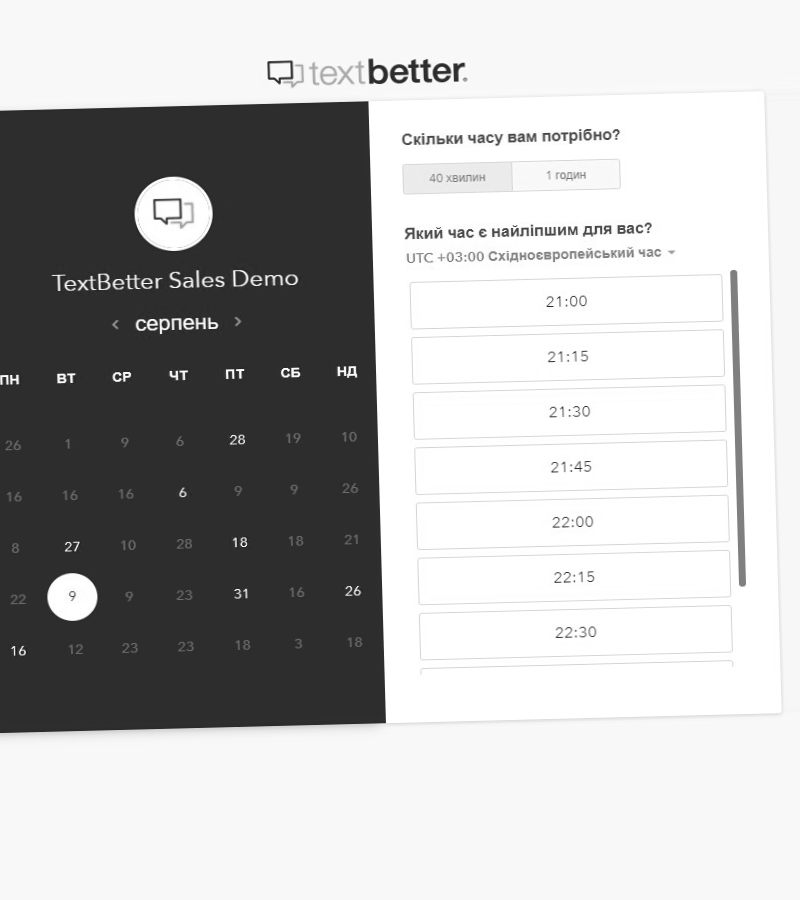 textbetter.
TextBetter Sales Demo
< серпень >
ПН ВТ СР ЧТ ПТ СБ НД
26 1 9 6 28 19 10
16 16 16 6 9 9 26
8 27 10 28 18 18 21
22 9 9 23 31 16 26
16 12 23 23 18 3 18
Скільки часу вам потрібно?
40 хвилин 1 годин
Який час є найліпшим для вас?
UTC +03:00 Східноєвропейський час
21:00
21:15
21:30
21:45
22:00
22:15
22:30